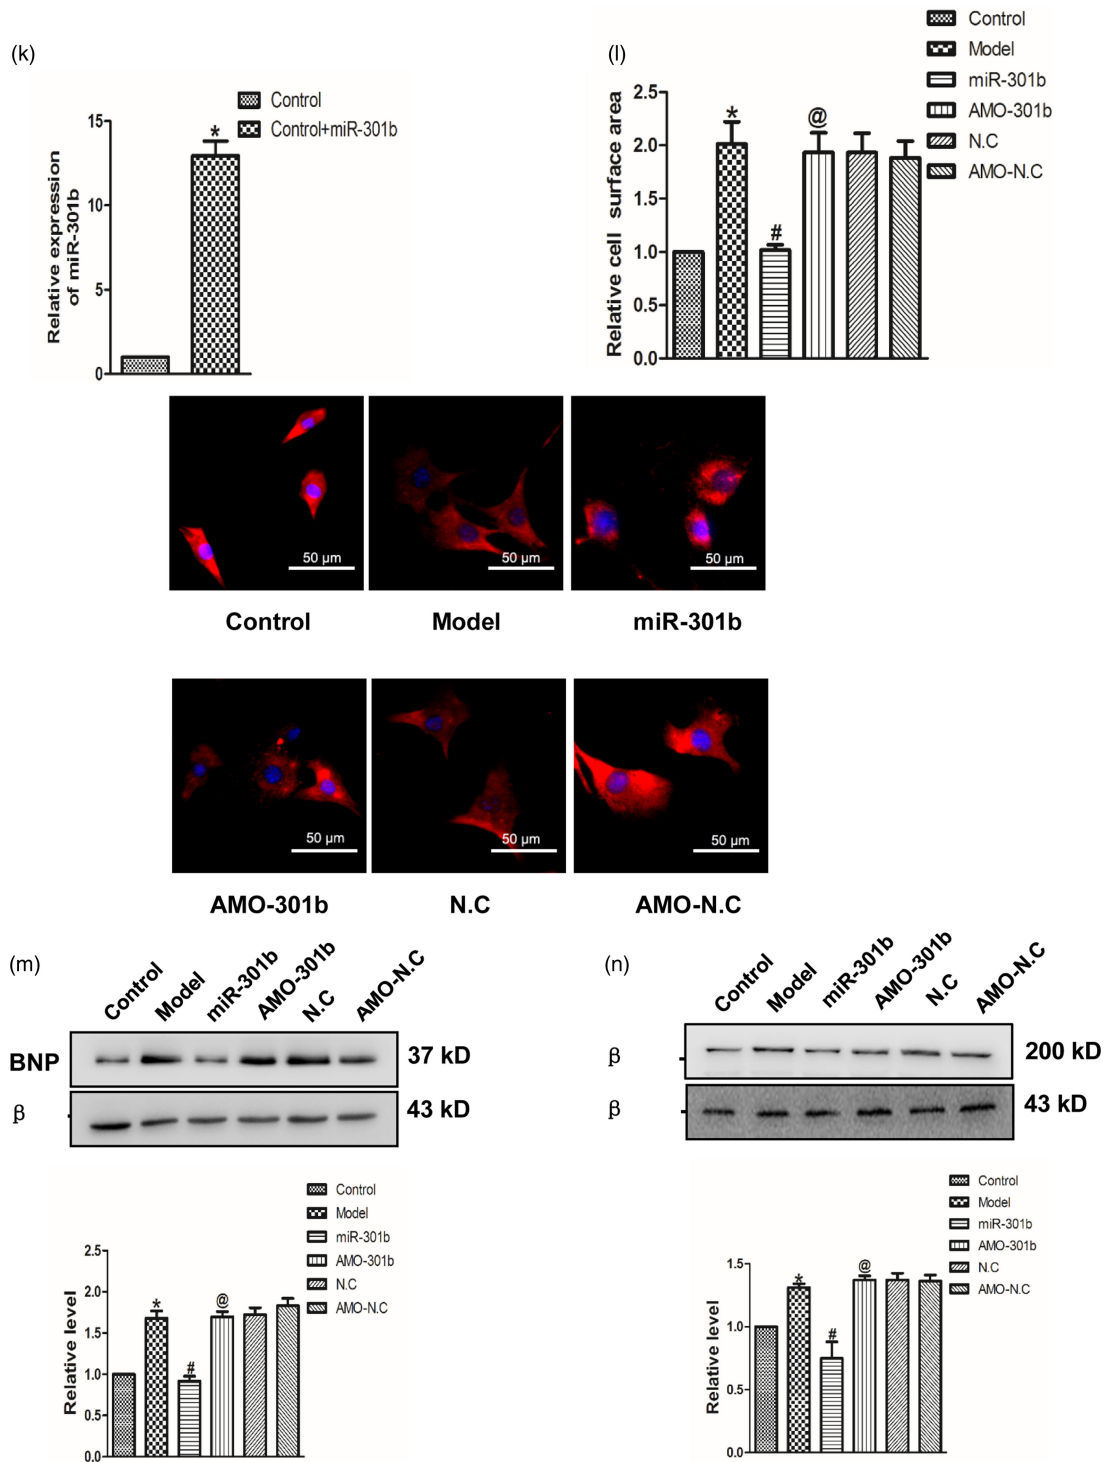 (k)
Control
Control+miR-301b
Relative expression
of miR-301b
15
10
5
0
*
(l)
Control
Model
miR-301b
AMO-301b
N.C
AMO-N.C
Relative cell surface area
2.5
2.0
1.5
1.0
0.5
0.0
*
#
@
50 µm
50 µm
50 µm
Control
Model
miR-301b
50 µm
50 µm
50 µm
AMO-301b
N.C
AMO-N.C
(m)
Control
Model
miR-301b
AMO-301b
N.C
AMO-N.C
BNP
37 kD
β
43 kD
Control
Model
miR-301b
AMO-301b
N.C
AMO-N.C
Relative level
2.5
2.0
1.5
1.0
0.5
0.0
*
#
@
(n)
Control
Model
miR-301b
AMO-301b
N.C
AMO-N.C
β
200 kD
β
43 kD
Control
Model
miR-301b
AMO-301b
N.C
AMO-N.C
Relative level
1.5
1.0
0.5
0.0
*
#
@